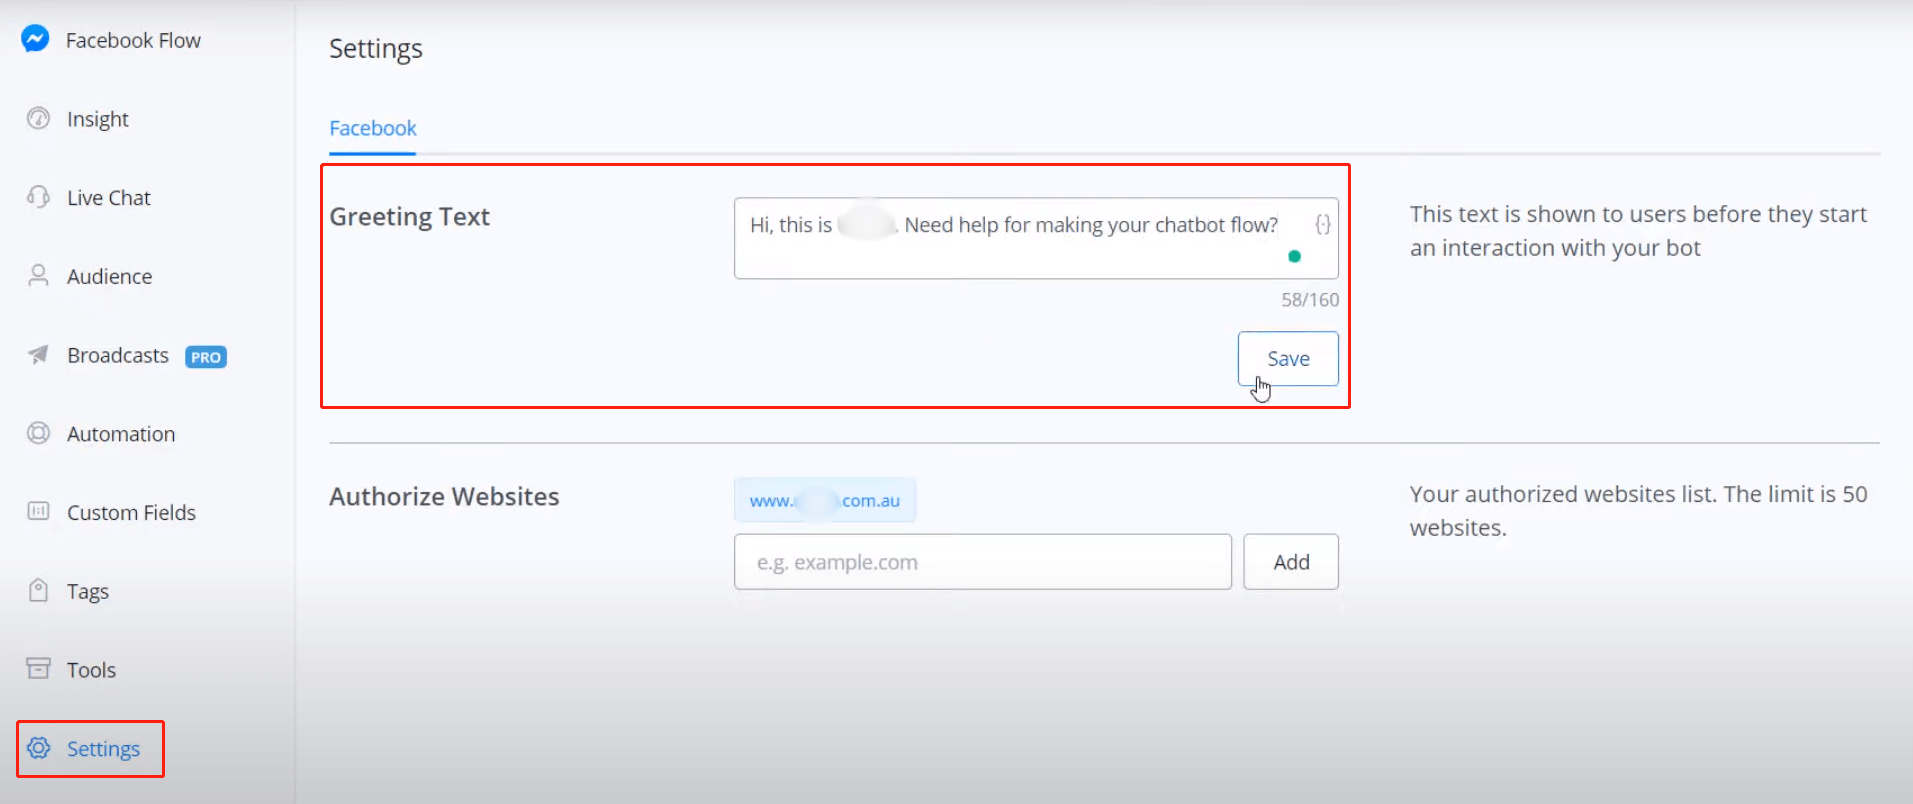 Facebook Flow
Insight
Live Chat
Audience
Broadcasts PRO
Automation
Custom Fields
Tags
Tools
Settings
Settings
Facebook
Greeting Text
Hi, this is . Need help for making your chatbot flow? {·}
58/160
Save
This text is shown to users before they start
an interaction with your bot
Authorize Websites
www. .com.au
e.g. example.com
Add
Your authorized websites list. The limit is 50
websites.